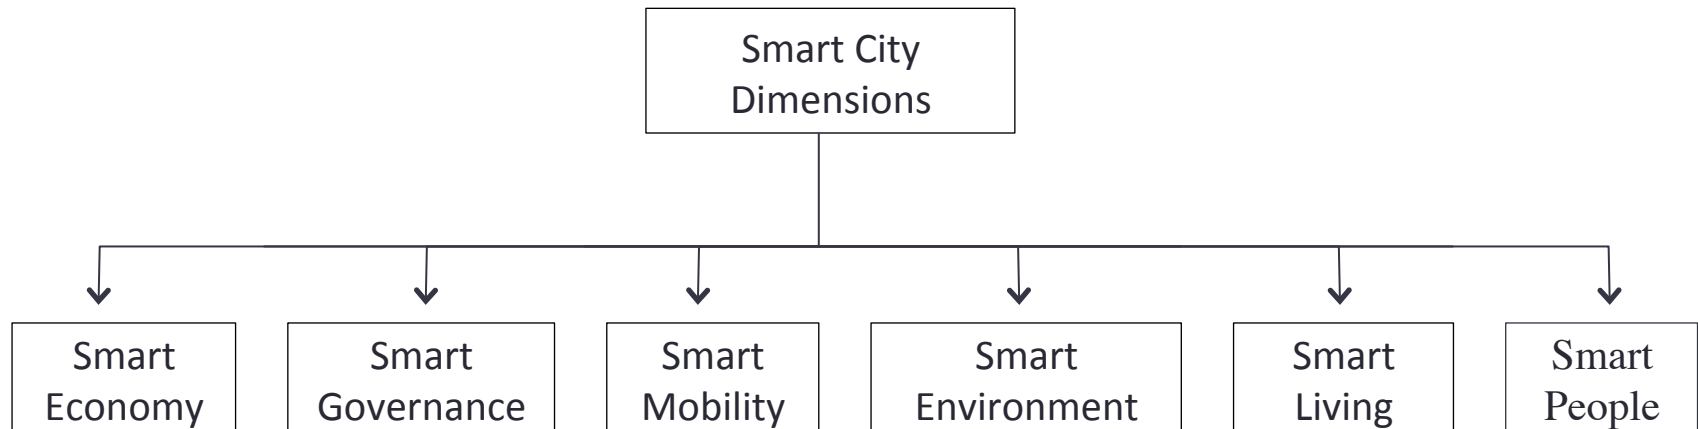 Smart City
Dimensions
Smart
Economy
Smart
Governance
Smart
Mobility
Smart
Environment
Smart
Living
Smart
People